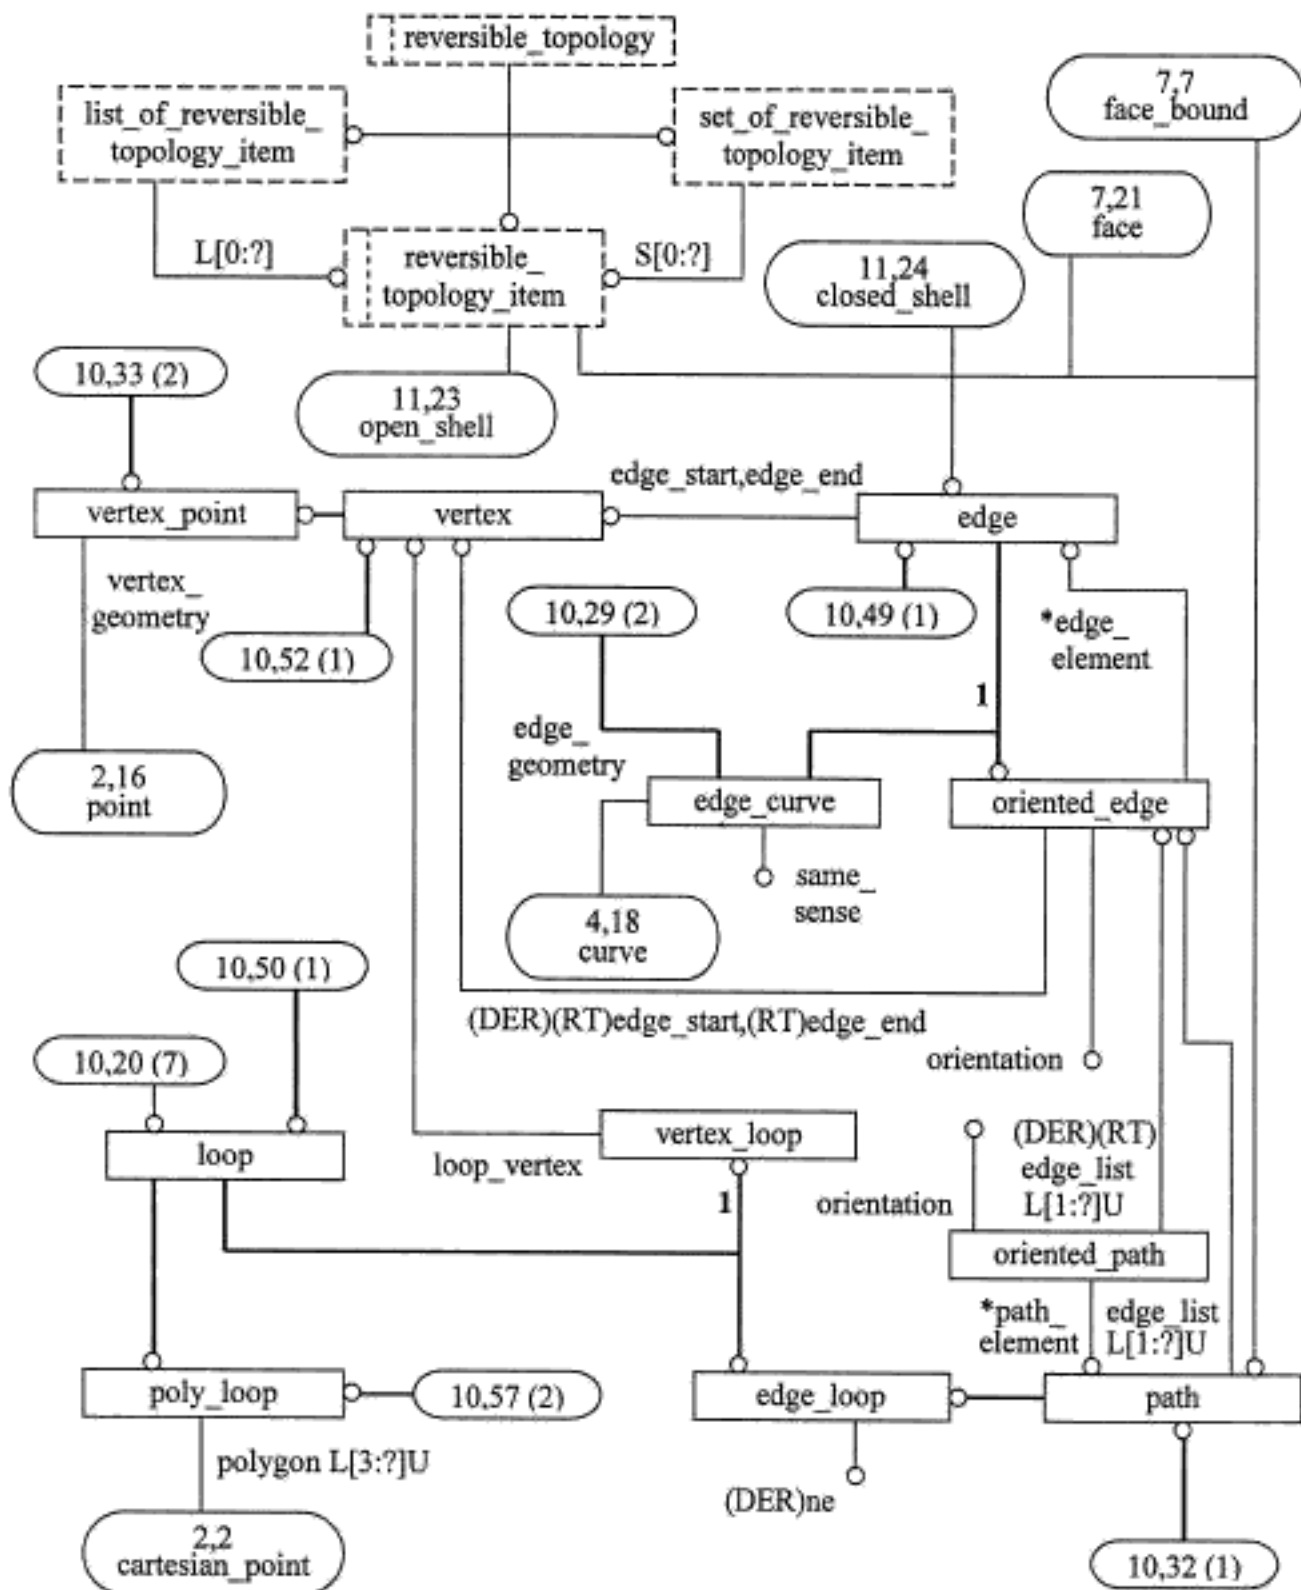 reversible_topology
list_of_reversible_
topology_item
set_of_reversible_
topology_item
7,7
face_bound
7,21
face
L[0:?]
reversible_
topology_item
S[0:?]
11,24
closed_shell
10,33 (2)
11,23
open_shell
edge_start,edge_end
vertex_point
vertex
edge
vertex_
geometry
10,52 (1)
10,29 (2)
10,49 (1)
*edge_
element
1
edge_
geometry
2,16
point
edge_curve
oriented_edge
same_
sense
4,18
curve
10,50 (1)
(DER)(RT)edge_start,(RT)edge_end
10,20 (7)
orientation
loop
vertex_loop
loop_vertex
1
(DER)(RT)
edge_list
L[1:?]U
orientation
oriented_path
*path_
element
edge_list
L[1:?]U
poly_loop
10,57 (2)
edge_loop
path
polygon L[3:?]U
(DER)ne
2,2
cartesian_point
10,32 (1)